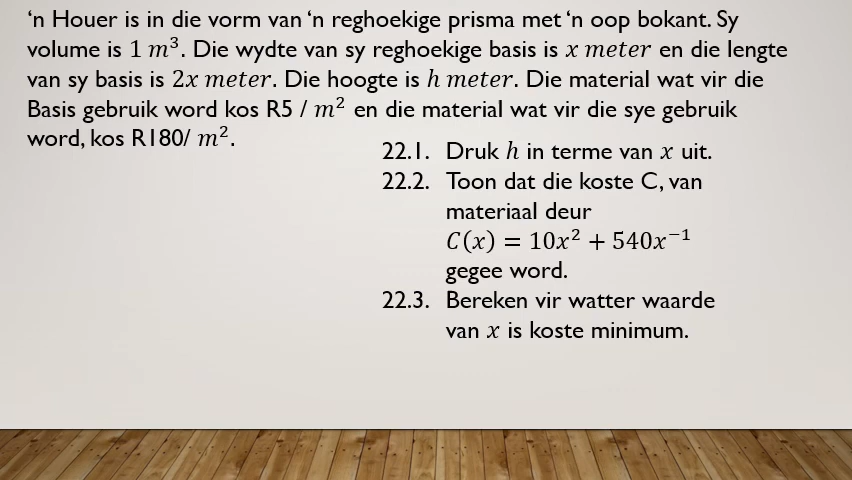 ‘n Houer is in die vorm van ‘n reghoekige prisma met ‘n oop bokant. Sy
volume is 1 m³. Die wydte van sy reghoekige basis is x meter en die lengte
van sy basis is 2x meter. Die hoogte is h meter. Die material wat vir die
Basis gebruik word kos R5 / m² en die material wat vir die sye gebruik
word, kos R180/ m².
22.1. Druk h in terme van x uit.
22.2. Toon dat die koste C, van
materiaal deur
C(x) = 10x² + 540x⁻¹
gegee word.
22.3. Bereken vir watter waarde
van x is koste minimum.